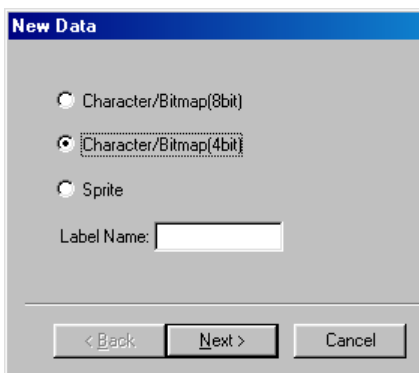 New Data
Character/Bitmap(8bit)
Character/Bitmap(4bit)
Sprite
Label Name:
< Back Next > Cancel